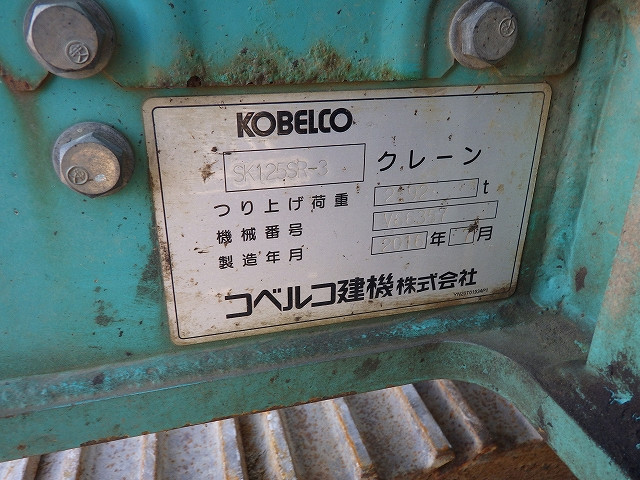 KOBELCO
SK125SR-3 クレーン
つり上げ荷重 t
機械番号
製造年月 年 月
コベルコ建機株式会社